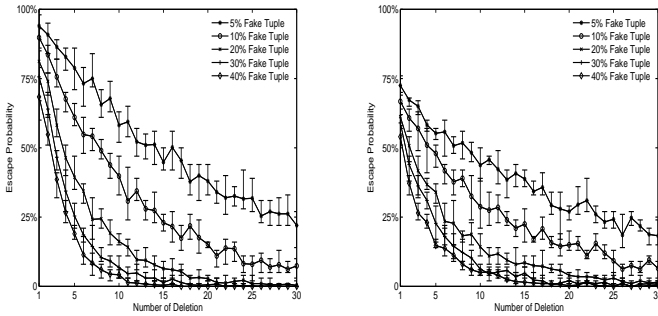 100%
75%
50%
25%
0
Escape Probability
1 5 10 15 20 25 30
Number of Deletion
5% Fake Tuple
10% Fake Tuple
20% Fake Tuple
30% Fake Tuple
40% Fake Tuple
100%
75%
50%
25%
0
Escape Probability
1 5 10 15 20 25 30
Number of Deletion
5% Fake Tuple
10% Fake Tuple
20% Fake Tuple
30% Fake Tuple
40% Fake Tuple